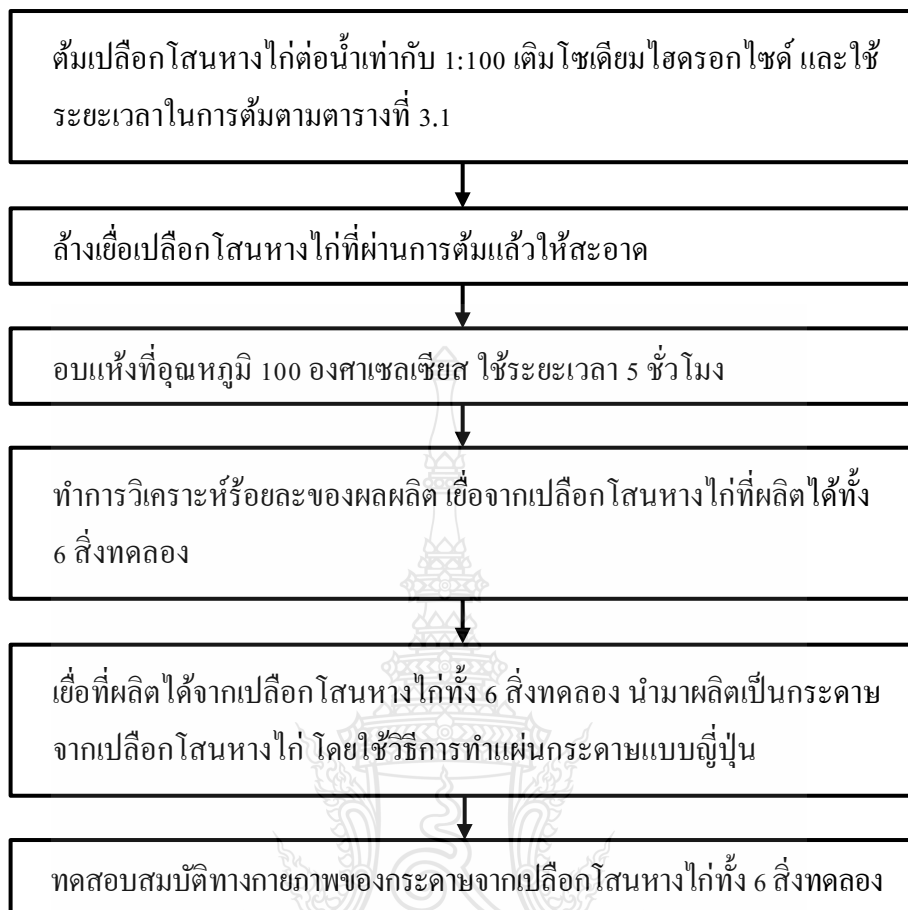 ต้มเปลือกโสนหางไก่ต่อน้ำเท่ากับ 1:100 เติมโซเดียมไฮดรอกไซด์ และใช้
ระยะเวลาในการต้มตามตารางที่ 3.1
ล้างเยื่อเปลือกโสนหางไก่ที่ผ่านการต้มแล้วให้สะอาด
อบแห้งที่อุณหภูมิ 100 องศาเซลเซียส ใช้ระยะเวลา 5 ชั่วโมง
ทำการวิเคราะห์ร้อยละของผลผลิต เยื่อจากเปลือกโสนหางไก่ที่ผลิตได้ทั้ง
6 สิ่งทดลอง
เยื่อที่ผลิตได้จากเปลือกโสนหางไก่ทั้ง 6 สิ่งทดลอง นำมาผลิตเป็นกระดาษ
จากเปลือกโสนหางไก่ โดยใช้วิธีการทำแผ่นกระดาษแบบญี่ปุ่น
ทดสอบสมบัติทางกายภาพของกระดาษจากเปลือกโสนหางไก่ทั้ง 6 สิ่งทดลอง